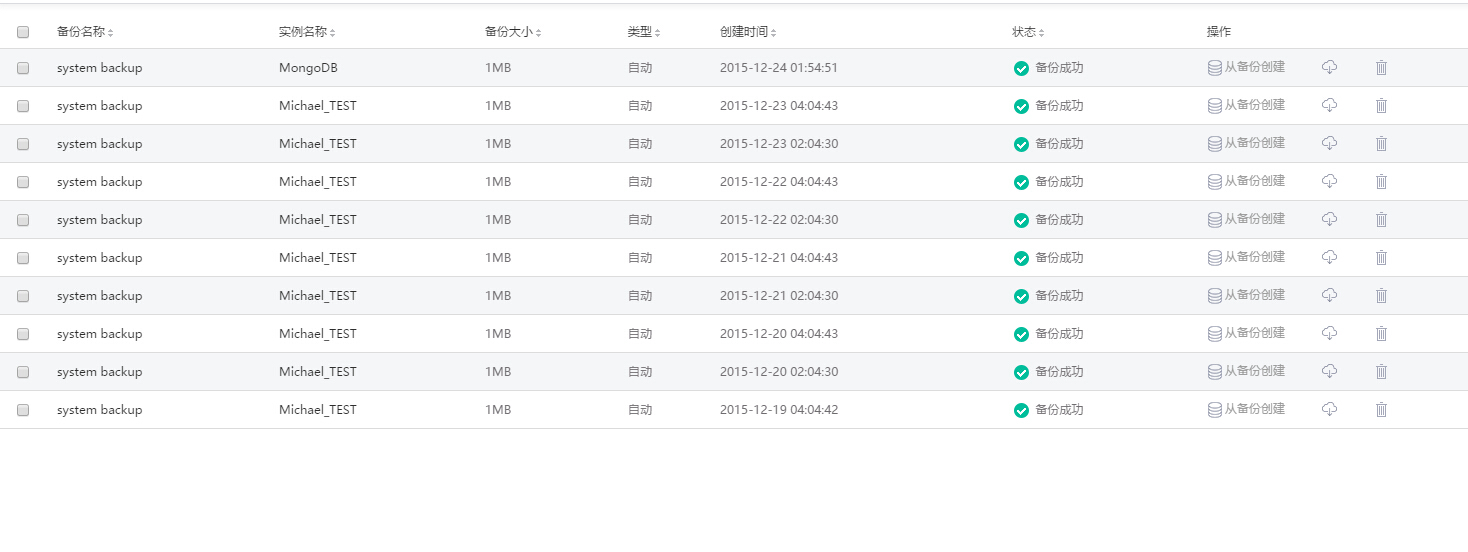 备份名称 实例名称 备份大小 类型 创建时间 状态 操作
system backup MongoDB 1MB 自动 2015-12-24 01:54:51 备份成功 从备份创建
system backup Michael_TEST 1MB 自动 2015-12-23 04:04:43 备份成功 从备份创建
system backup Michael_TEST 1MB 自动 2015-12-23 02:04:30 备份成功 从备份创建
system backup Michael_TEST 1MB 自动 2015-12-22 04:04:43 备份成功 从备份创建
system backup Michael_TEST 1MB 自动 2015-12-22 02:04:30 备份成功 从备份创建
system backup Michael_TEST 1MB 自动 2015-12-21 04:04:43 备份成功 从备份创建
system backup Michael_TEST 1MB 自动 2015-12-21 02:04:30 备份成功 从备份创建
system backup Michael_TEST 1MB 自动 2015-12-20 04:04:43 备份成功 从备份创建
system backup Michael_TEST 1MB 自动 2015-12-20 02:04:30 备份成功 从备份创建
system backup Michael_TEST 1MB 自动 2015-12-19 04:04:42 备份成功 从备份创建